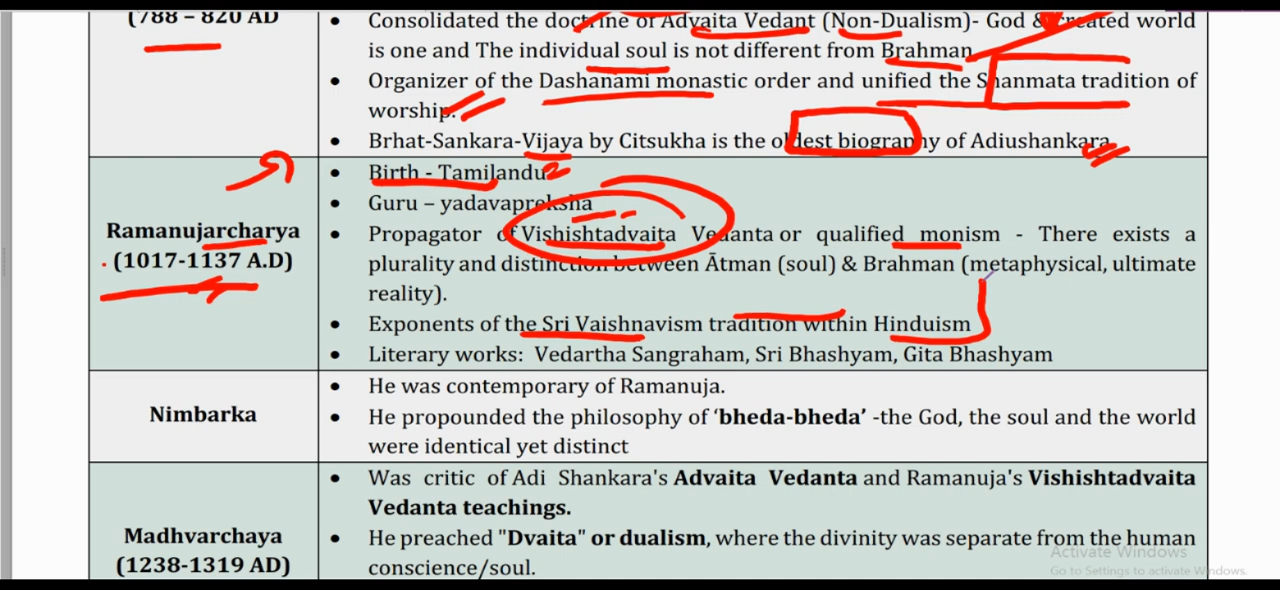 (788 – 820 AD
Consolidated the doctrine of Advaita Vedant (Non-Dualism)- God & created world
is one and The individual soul is not different from Brahman
• Organizer of the Dashanami monastic order and unified the Shanmata tradition of
worship.
• Brhat-Sankara-Vijaya by Citsukha is the oldest biography of Adiushankara
Ramanujarcharya
(1017-1137 A.D)
• Birth - Tamilandu
• Guru – yadavapreksha
• Propagator of Vishishtadvaita Vedanta or qualified monism - There exists a
plurality and distinction between Ātman (soul) & Brahman (metaphysical, ultimate
reality).
• Exponents of the Sri Vaishnavism tradition within Hinduism
• Literary works: Vedartha Sangraham, Sri Bhashyam, Gita Bhashyam
Nimbarka
• He was contemporary of Ramanuja.
• He propounded the philosophy of ‘bheda-bheda’ -the God, the soul and the world
were identical yet distinct
Madhvarchaya
(1238-1319 AD)
• Was critic of Adi Shankara's Advaita Vedanta and Ramanuja's Vishishtadvaita
Vedanta teachings.
• He preached "Dvaita" or dualism, where the divinity was separate from the human
conscience/soul.
Activate Windows
Go to Settings to activate Windows.